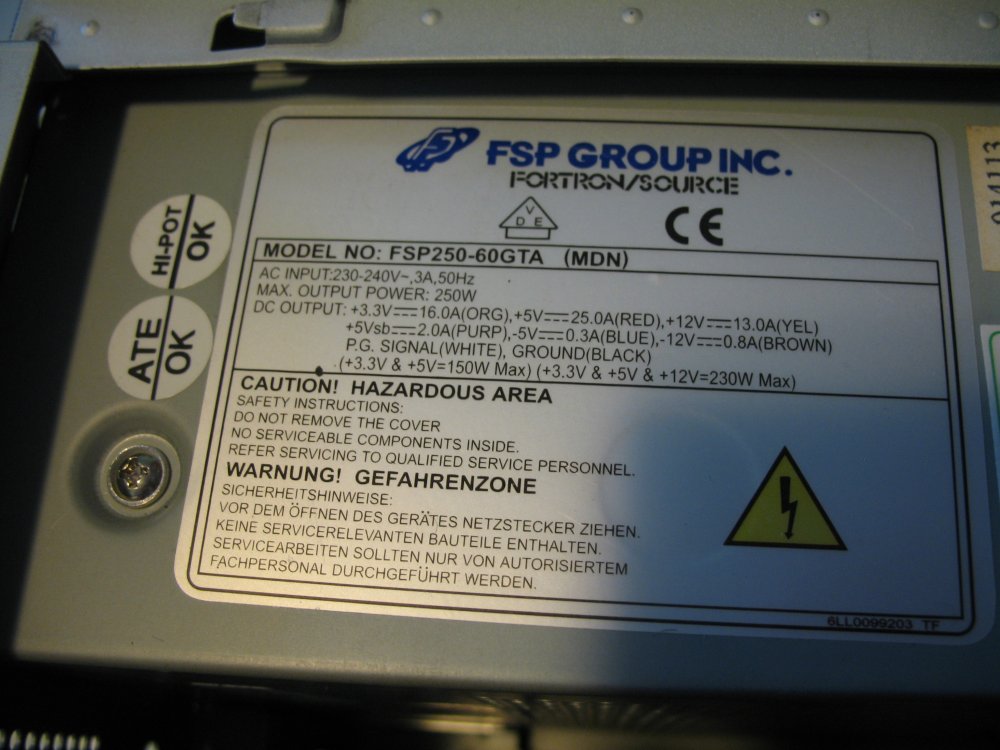 FSP GROUP INC.
FORTRON/SOURCE
VDE
CE
HI-POT
OK
ATE
OK
MODEL NO: FSP250-60GTA (MDN)
AC INPUT:230-240V~,3A,50Hz
MAX. OUTPUT POWER: 250W
DC OUTPUT: +3.3V⎓16.0A(ORG),+5V⎓25.0A(RED),+12V⎓13.0A(YEL)
+5Vsb⎓2.0A(PURP),-5V⎓0.3A(BLUE),-12V⎓0.8A(BROWN)
P.G. SIGNAL(WHITE), GROUND(BLACK)
(+3.3V & +5V=150W Max) (+3.3V & +5V & +12V=230W Max)
CAUTION! HAZARDOUS AREA
SAFETY INSTRUCTIONS:
DO NOT REMOVE THE COVER
NO SERVICEABLE COMPONENTS INSIDE.
REFER SERVICING TO QUALIFIED SERVICE PERSONNEL.
WARNUNG! GEFAHRENZONE
SICHERHEITSHINWEISE:
VOR DEM ÖFFNEN DES GERÄTES NETZSTECKER ZIEHEN.
KEINE SERVICERELEVANTEN BAUTEILE ENTHALTEN.
SERVICEARBEITEN SOLLTEN NUR VON AUTORISIERTEM
FACHPERSONAL DURCHGEFÜHRT WERDEN.
6LL0099203 TF
014113